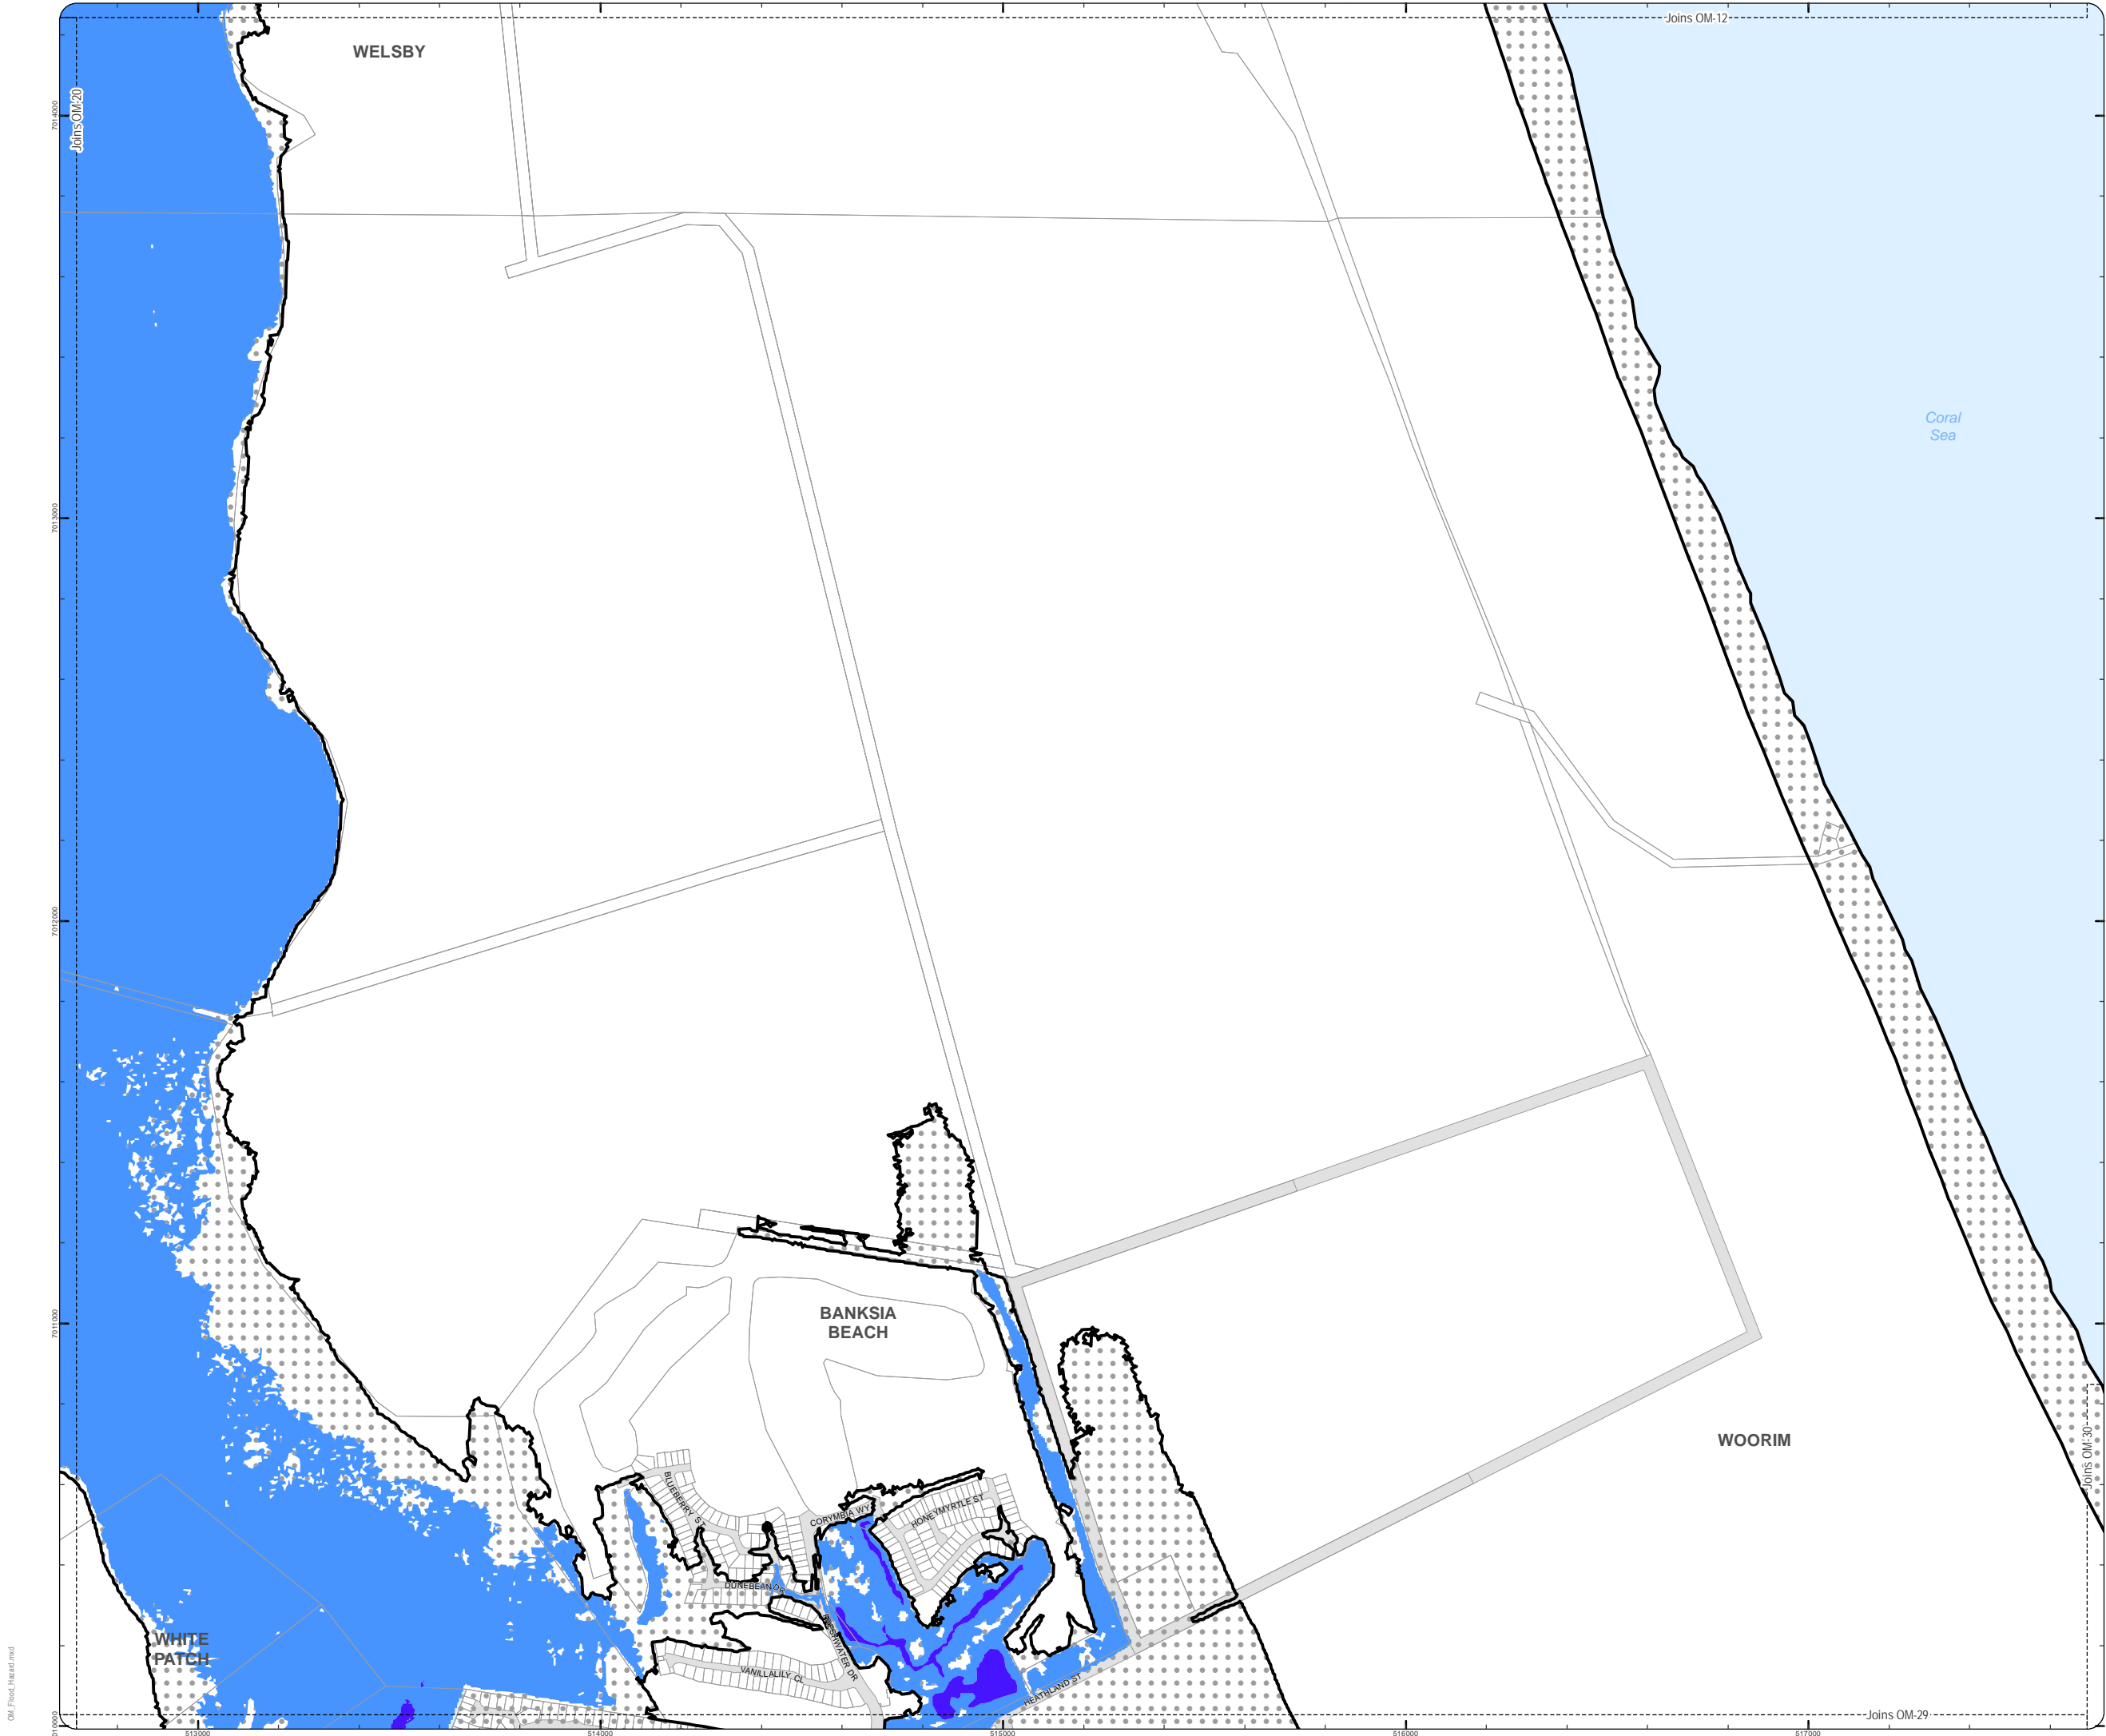 Joins OM-12
WELSBY
Joins OM-20
7014000
Coral
Sea
7013000
7012000
BANKSIA
BEACH
7011000
WOORIM
Joins OM-30
BLUEBERRY ST
CORYMBIA WY
HONEYMYRTLE ST
DUNEBEAN DR
WHITE
PATCH
VANILLALILY CL
HEATHLAND ST
OM_Flood_Hazard.mxd
Joins OM-29
7010000
513000
514000
515000
516000
517000